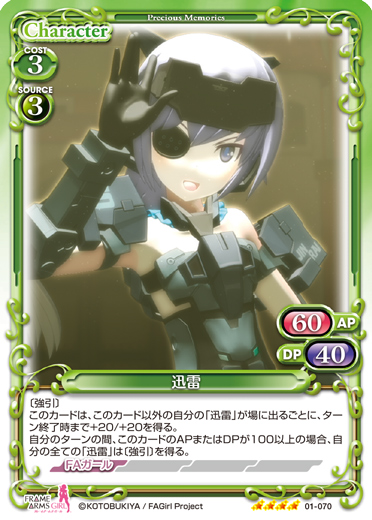 Precious Memories
Character
COST
3
SOURCE
3
JIN
RAI
60 AP
DP 40
迅雷
〔強引〕
このカードは、このカード以外の自分の「迅雷」が場に出るごとに、ター
ン終了時まで+20/+20を得る。
自分のターンの間、このカードのAPまたはDPが100以上の場合、自
分の全ての「迅雷」は〔強引〕を得る。
FAガール
FRAME
ARMS GIRL
©KOTOBUKIYA / FAGirl Project
01-070